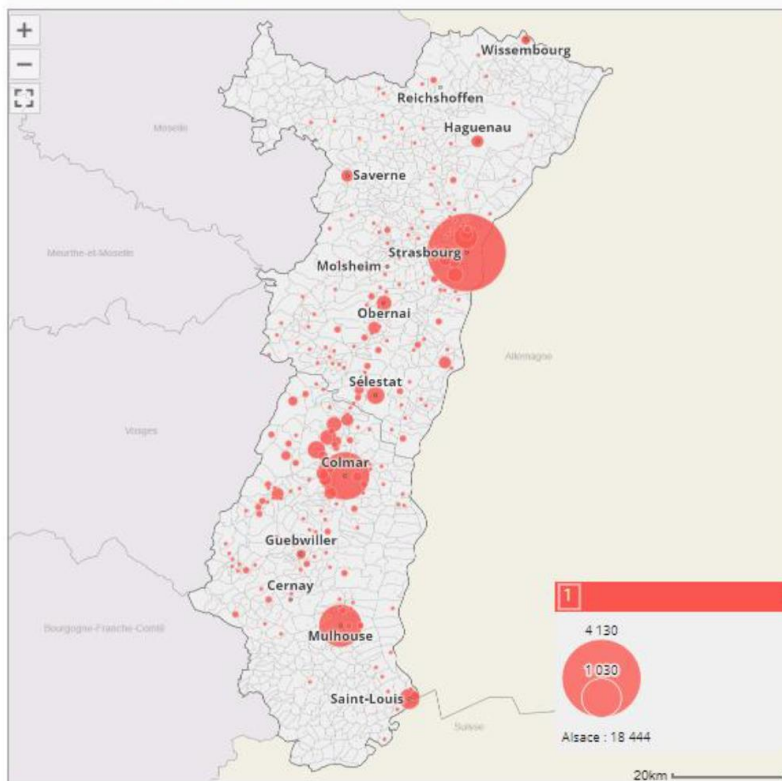 +
−
Wissembourg
Reichshoffen
Haguenau
Moselle
Saverne
Meurthe-et-Moselle
Strasbourg
Molsheim
Obernai
Allemagne
Sélestat
Vosges
Colmar
Guebwiller
Cernay
Bourgogne-Franche-Comté
Mulhouse
Saint-Louis
Suisse
1
4 130
1 030
Alsace : 18 444
20km